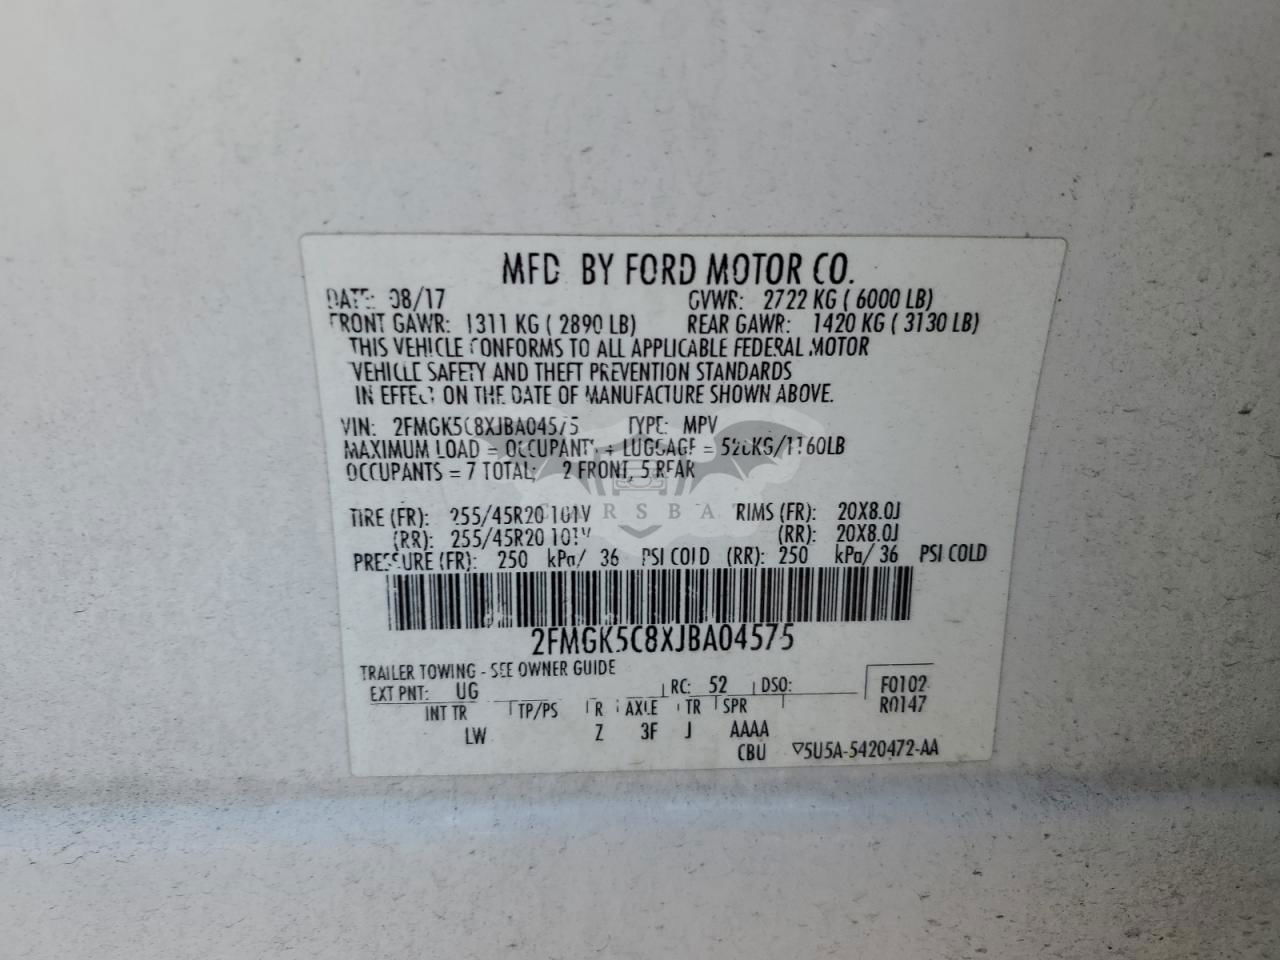 MFD BY FORD MOTOR CO.
DATE: 08/17 GVWR: 2722 KG ( 6000 LB)
FRONT GAWR: 1311 KG ( 2890 LB) REAR GAWR: 1420 KG ( 3130 LB)
THIS VEHICLE CONFORMS TO ALL APPLICABLE FEDERAL MOTOR
VEHICLE SAFETY AND THEFT PREVENTION STANDARDS
IN EFFECT ON THE DATE OF MANUFACTURE SHOWN ABOVE.
VIN: 2FMGK5C8XJBA04575 TYPE: MPV
MAXIMUM LOAD = OCCUPANTS + LUGGAGE = 526KG/1160LB
OCCUPANTS = 7 TOTAL; 2 FRONT, 5 REAR
TIRE (FR): 255/45R20 101V RIMS (FR): 20X8.0J
(RR): 255/45R20 101V (RR): 20X8.0J
PRESSURE (FR): 250 kPa/ 36 PSI COLD (RR): 250 kPa/ 36 PSI COLD
2FMGK5C8XJBA04575
TRAILER TOWING - SEE OWNER GUIDE
EXT PNT: UG RC: 52 DSO: F0102
INT TR TP/PS R AXLE TR SPR R0147
LW Z 3F J AAAA
CBU ▽5U5A-5420472-AA